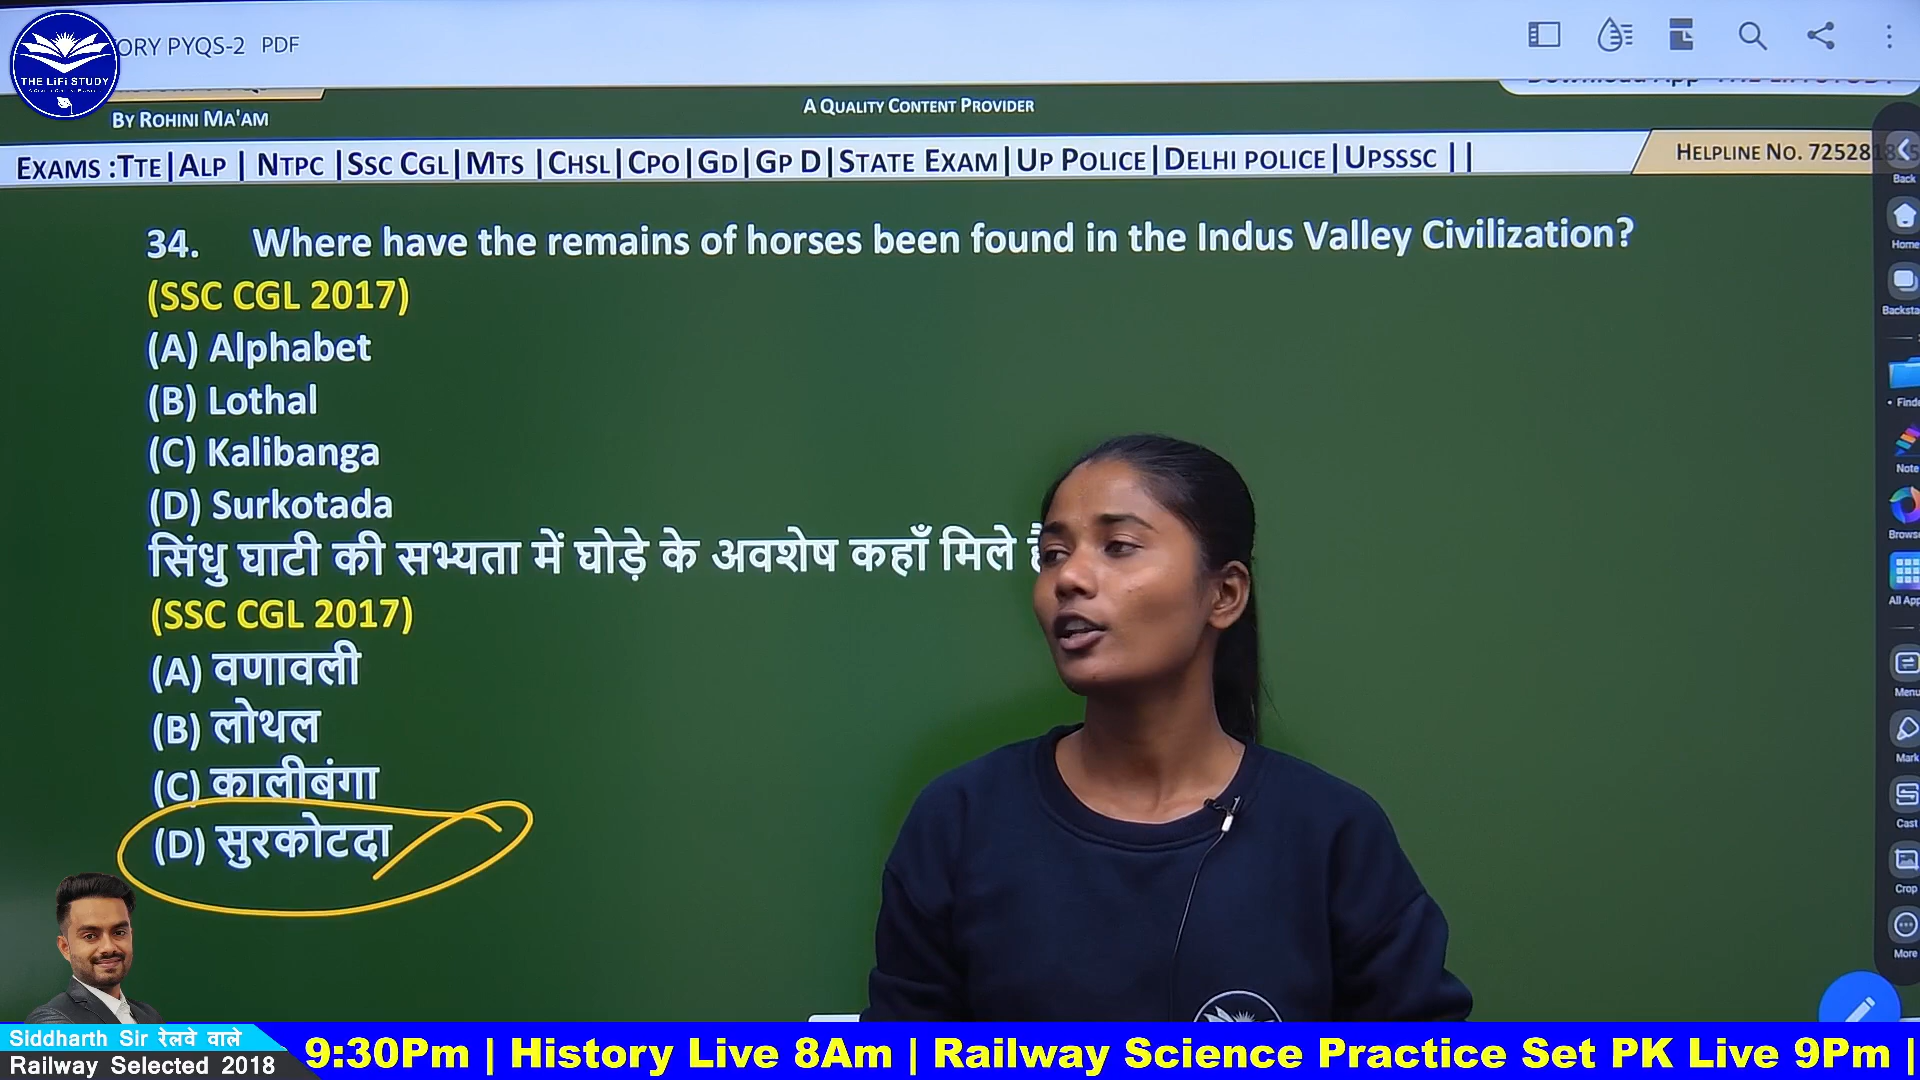 ORY PYQS-2 PDF
THE LiFi STUDY
BY ROHINI MA'AM
A QUALITY CONTENT PROVIDER
EXAMS :TTE|ALP | NTPC |SSC CGL|MTS |CHSL|CPO|GD|GP D|STATE EXAM|UP POLICE|DELHI POLICE|UPSSSC ||
HELPLINE NO. 725281
34. Where have the remains of horses been found in the Indus Valley Civilization?
(SSC CGL 2017)
(A) Alphabet
(B) Lothal
(C) Kalibanga
(D) Surkotada
सिंधु घाटी की सभ्यता में घोड़े के अवशेष कहाँ मिले
(SSC CGL 2017)
(A) वणावली
(B) लोथल
(C) कालीबंगा
(D) सुरकोटदा
Back
Home
Backsta
Finde
Note
Brows
All App
Menu
Mark
Cast
Crop
More
Siddharth Sir रेलवे वाले
Railway Selected 2018
9:30Pm | History Live 8Am | Railway Science Practice Set PK Live 9Pm |